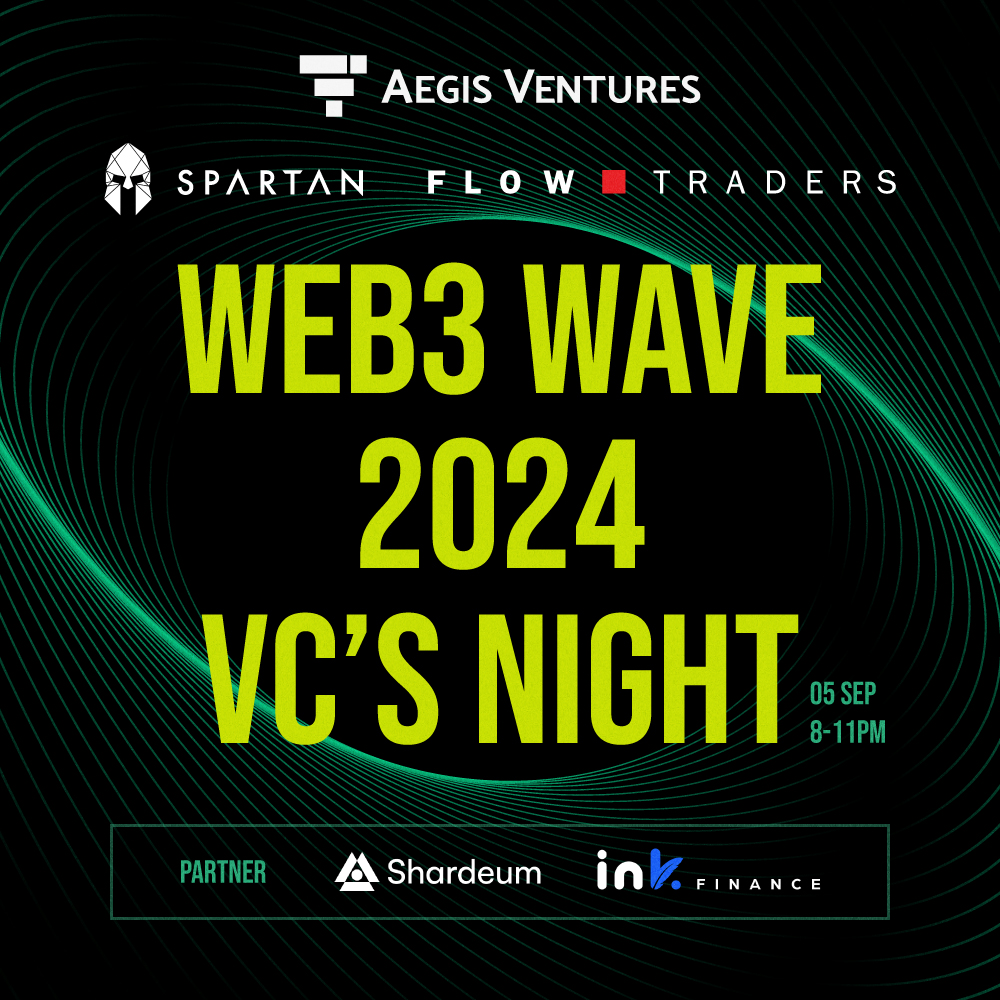 AEGIS VENTURES
SPARTAN FLOW TRADERS
WEB3 WAVE
2024
VC’S NIGHT
05 SEP
8-11PM
PARTNER Shardeum ink. FINANCE